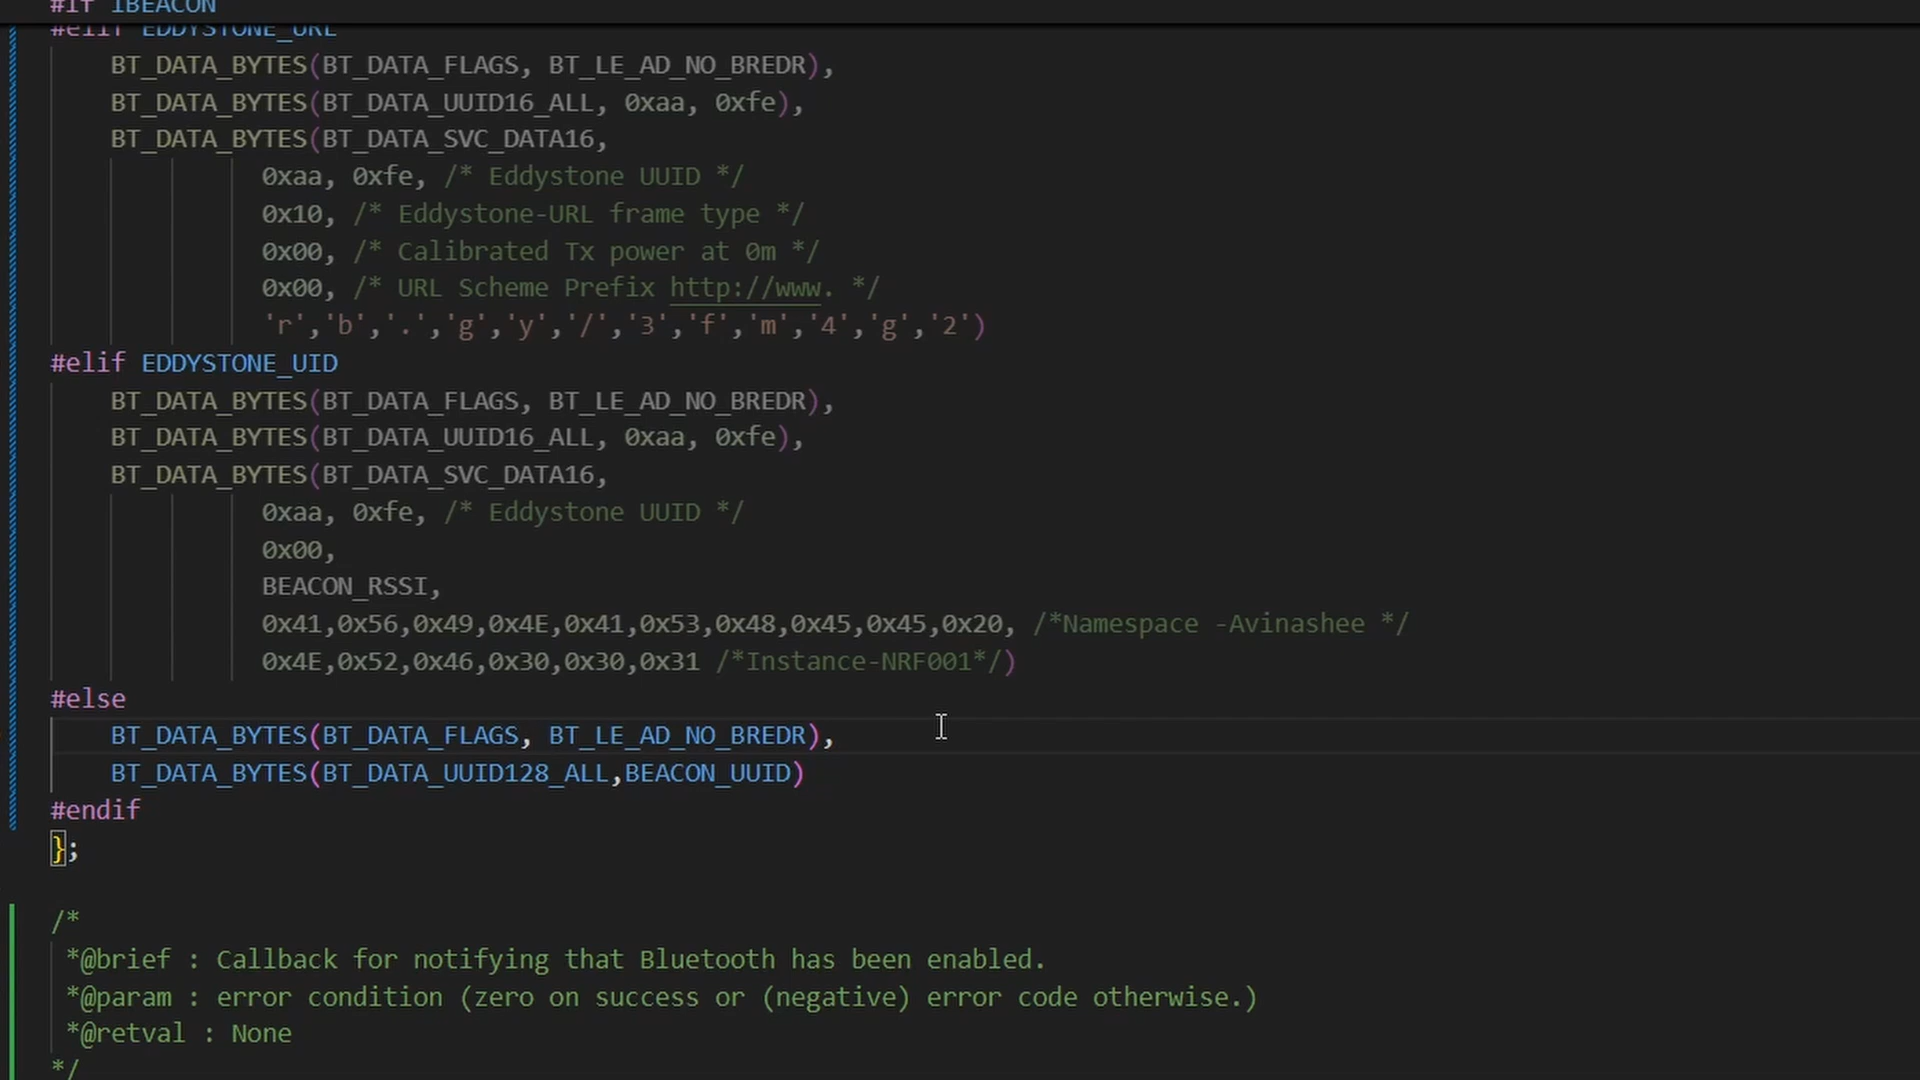 #if IBEACON
#elif EDDYSTONE_URL
BT_DATA_BYTES(BT_DATA_FLAGS, BT_LE_AD_NO_BREDR),
BT_DATA_BYTES(BT_DATA_UUID16_ALL, 0xaa, 0xfe),
BT_DATA_BYTES(BT_DATA_SVC_DATA16,
0xaa, 0xfe, /* Eddystone UUID */
0x10, /* Eddystone-URL frame type */
0x00, /* Calibrated Tx power at 0m */
0x00, /* URL Scheme Prefix http://www. */
'r','b','.','g','y','/','3','f','m','4','g','2')
#elif EDDYSTONE_UID
BT_DATA_BYTES(BT_DATA_FLAGS, BT_LE_AD_NO_BREDR),
BT_DATA_BYTES(BT_DATA_UUID16_ALL, 0xaa, 0xfe),
BT_DATA_BYTES(BT_DATA_SVC_DATA16,
0xaa, 0xfe, /* Eddystone UUID */
0x00,
BEACON_RSSI,
0x41,0x56,0x49,0x4E,0x41,0x53,0x48,0x45,0x45,0x20, /*Namespace -Avinashee */
0x4E,0x52,0x46,0x30,0x30,0x31 /*Instance-NRF001*/)
#else
BT_DATA_BYTES(BT_DATA_FLAGS, BT_LE_AD_NO_BREDR),
BT_DATA_BYTES(BT_DATA_UUID128_ALL,BEACON_UUID)
#endif
};
/*
*@brief : Callback for notifying that Bluetooth has been enabled.
*@param : error condition (zero on success or (negative) error code otherwise.)
*@retval : None
*/